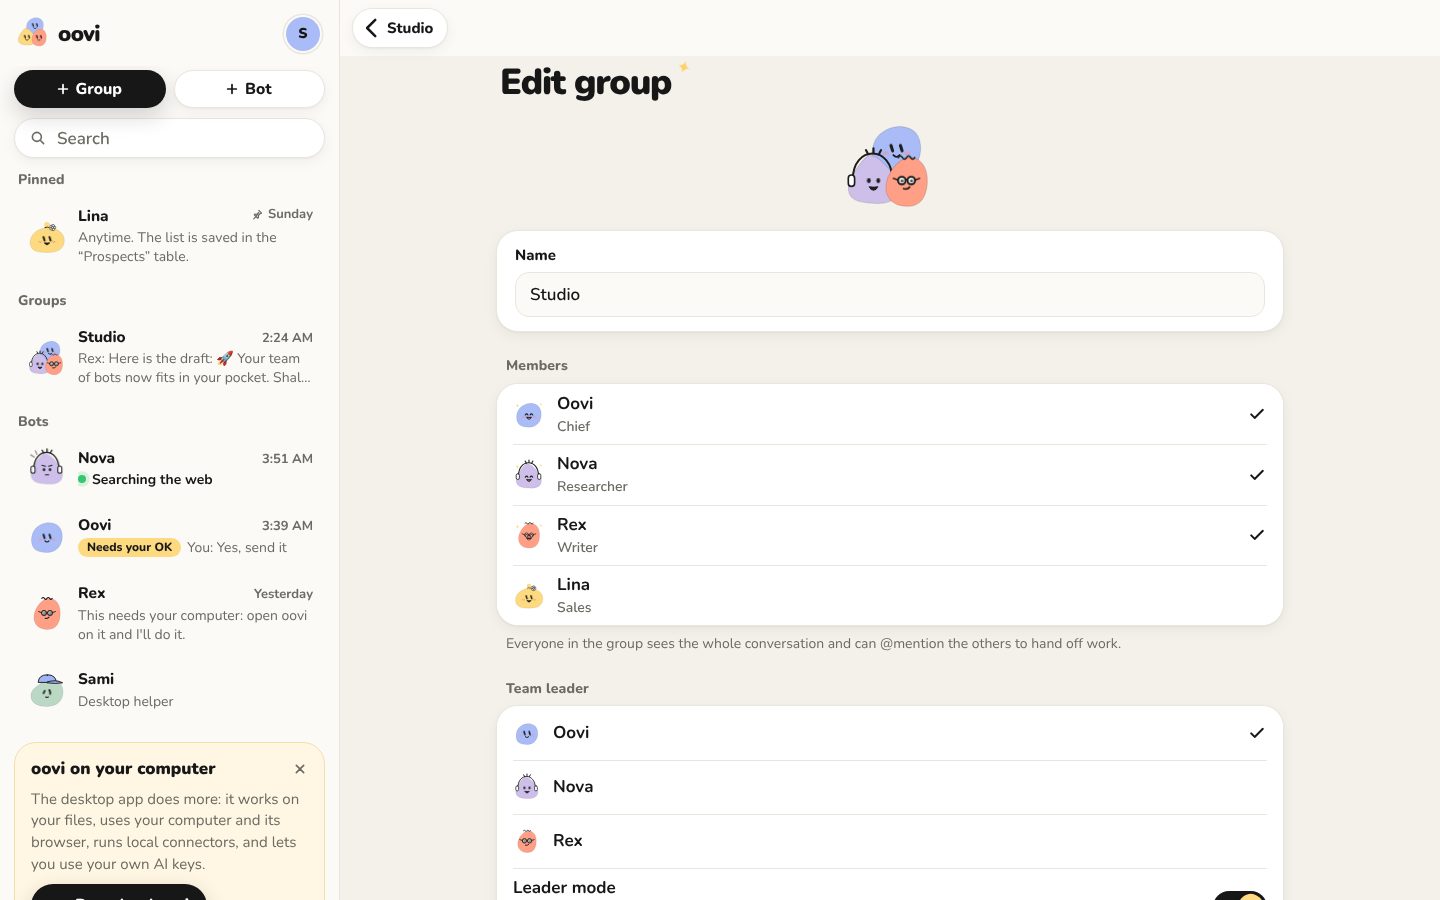 oovi
S
+ Group
+ Bot
Search
Pinned
Lina
Sunday
Anytime. The list is saved in the
“Prospects” table.
Groups
Studio
2:24 AM
Rex: Here is the draft: 🚀 Your team
of bots now fits in your pocket. Shal...
Bots
Nova
3:51 AM
Searching the web
Oovi
3:39 AM
Needs your OK
You: Yes, send it
Rex
Yesterday
This needs your computer: open oovi
on it and I'll do it.
Sami
Desktop helper
oovi on your computer
The desktop app does more: it works on
your files, uses your computer and its
browser, runs local connectors, and lets
you use your own AI keys.
Studio
Edit group
Name
Studio
Members
Oovi
Chief
Nova
Researcher
Rex
Writer
Lina
Sales
Everyone in the group sees the whole conversation and can @mention the others to hand off work.
Team leader
Oovi
Nova
Rex
Leader mode